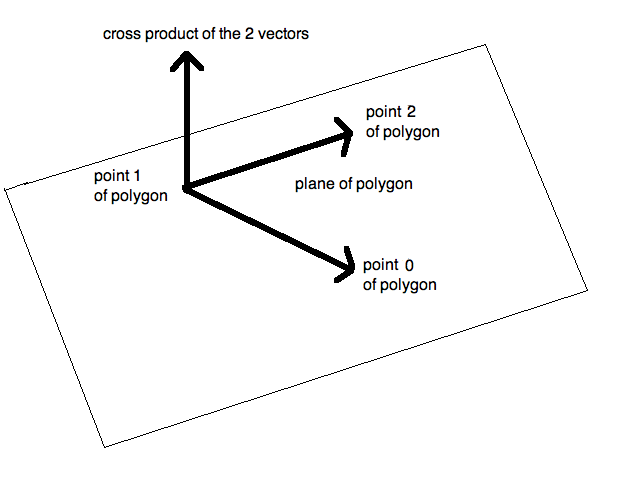 cross product of the 2 vectors
point 2
of polygon
point 1
of polygon
plane of polygon
point 0
of polygon